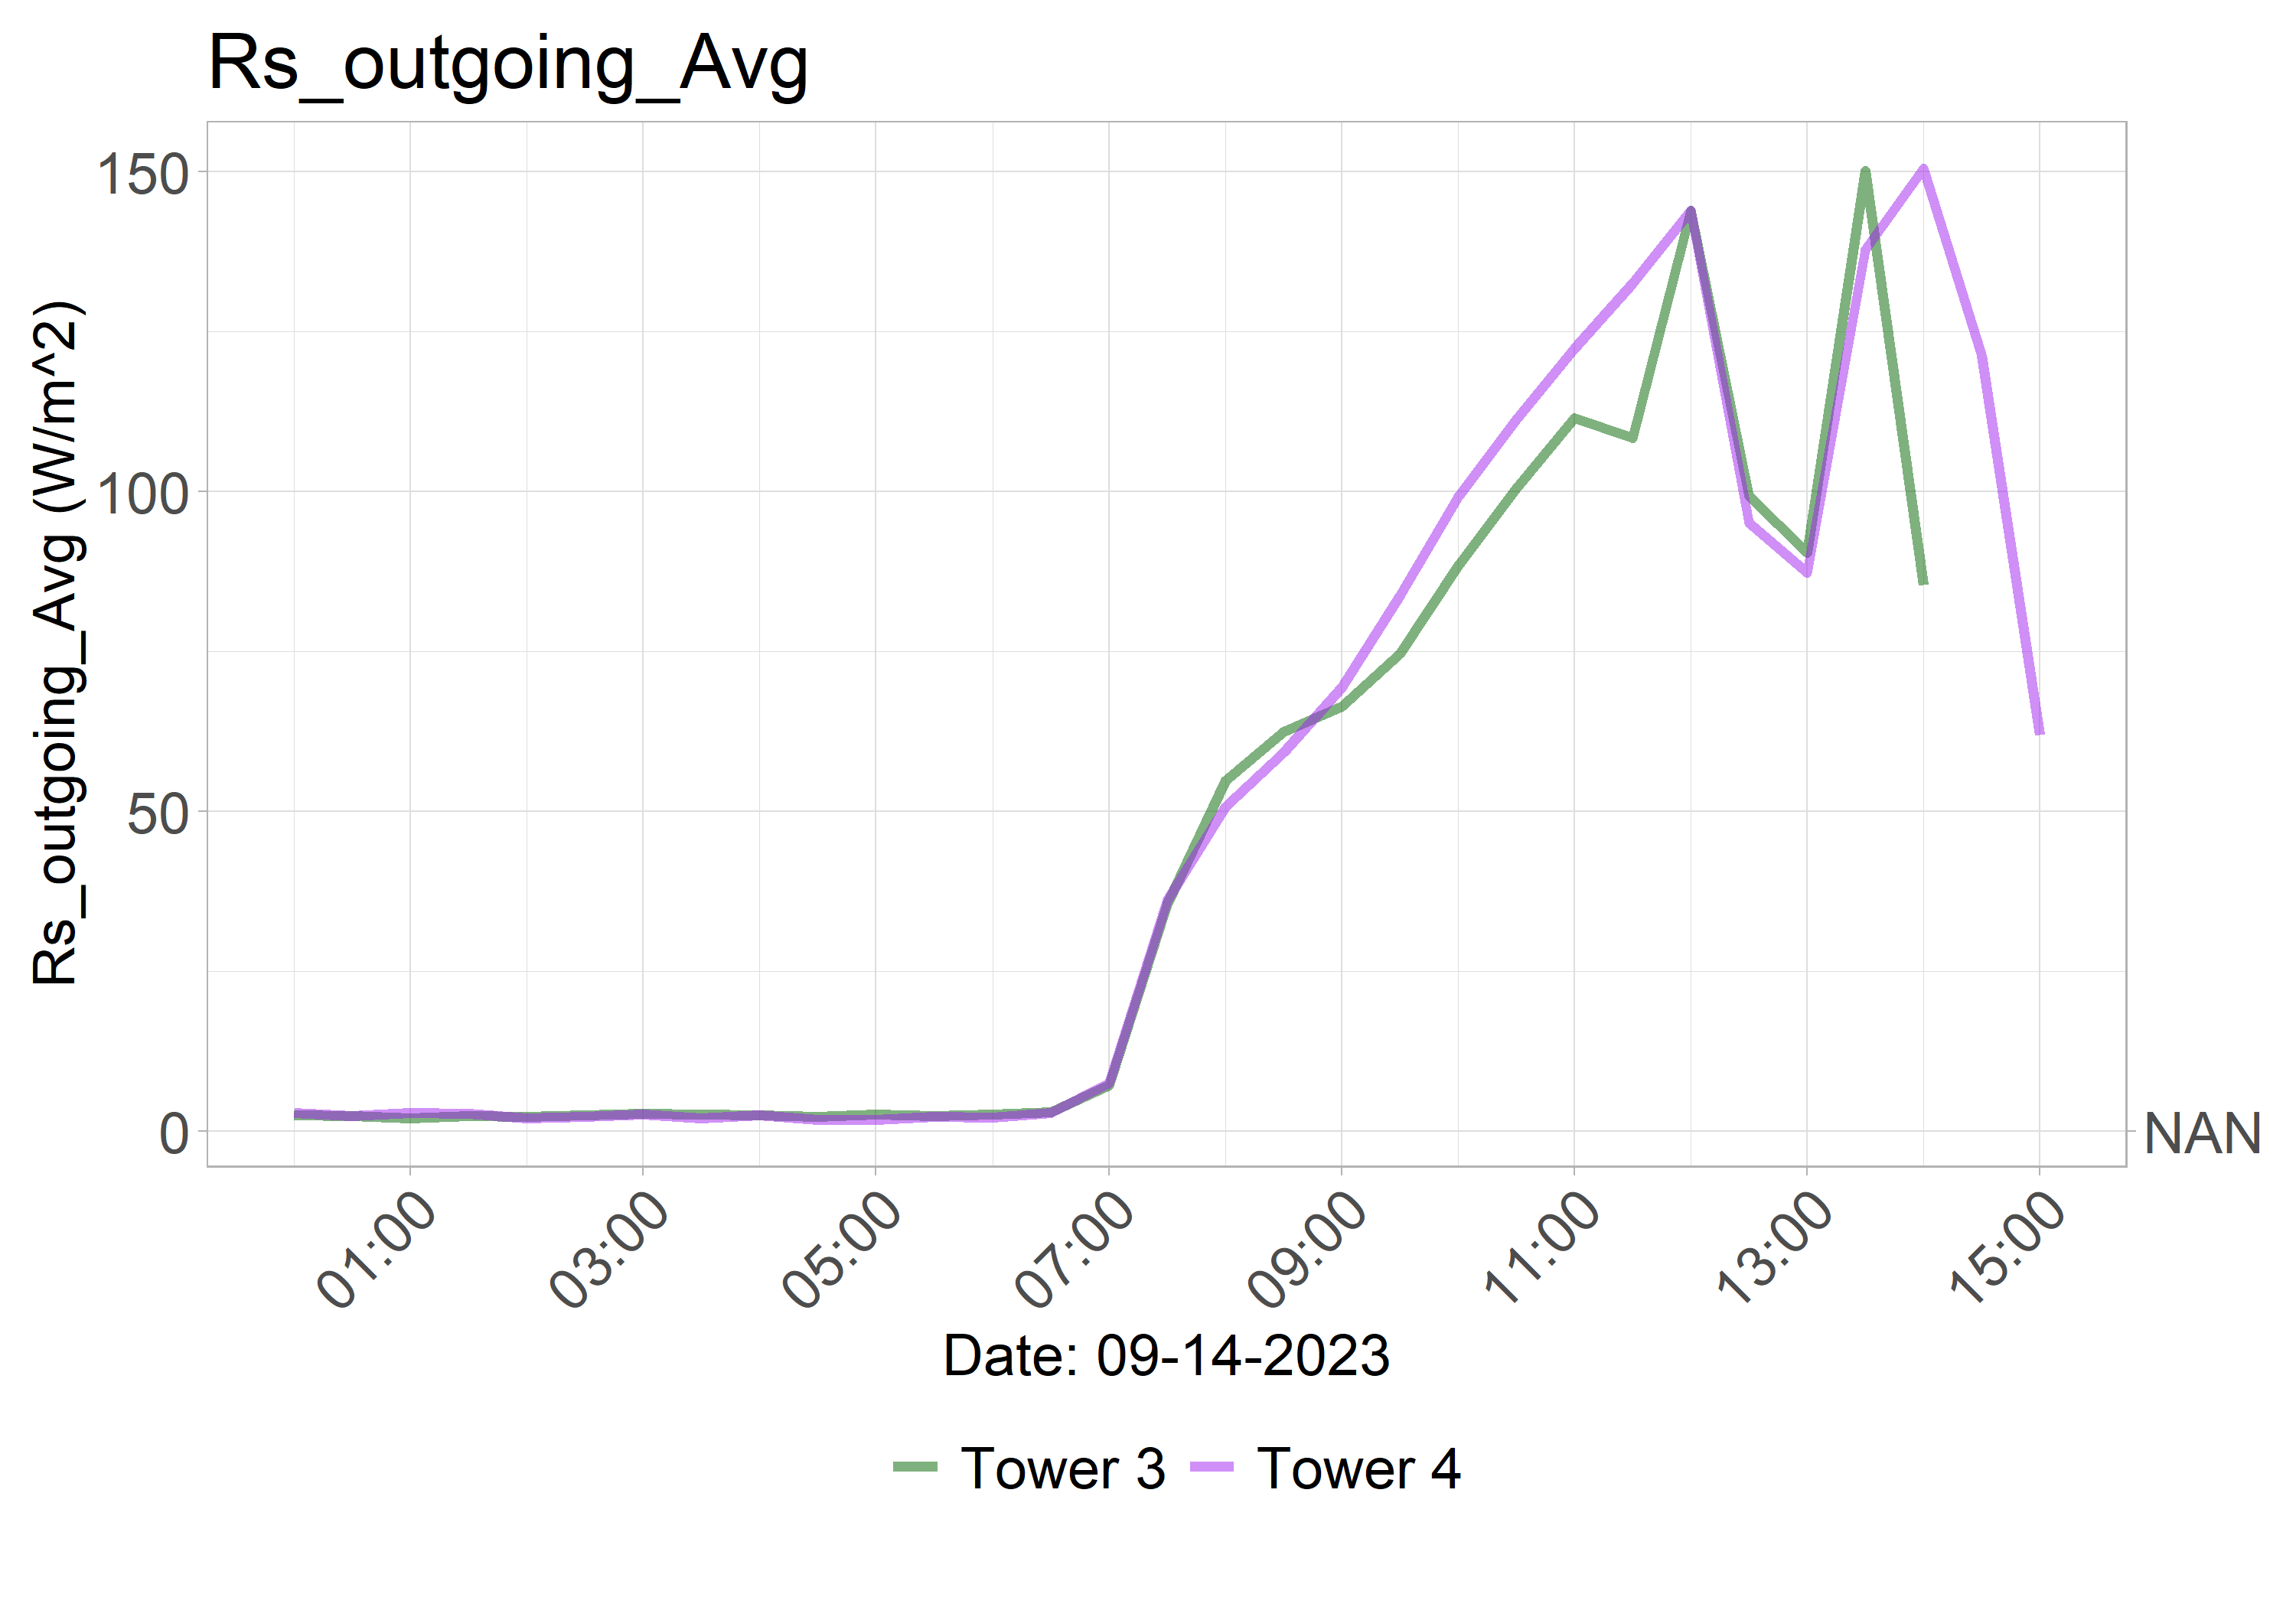 Rs_outgoing_Avg
Rs_outgoing_Avg (W/m^2)
150
100
50
0
NAN
01:00
03:00
05:00
07:00
09:00
11:00
13:00
15:00
Date: 09-14-2023
Tower 3
Tower 4